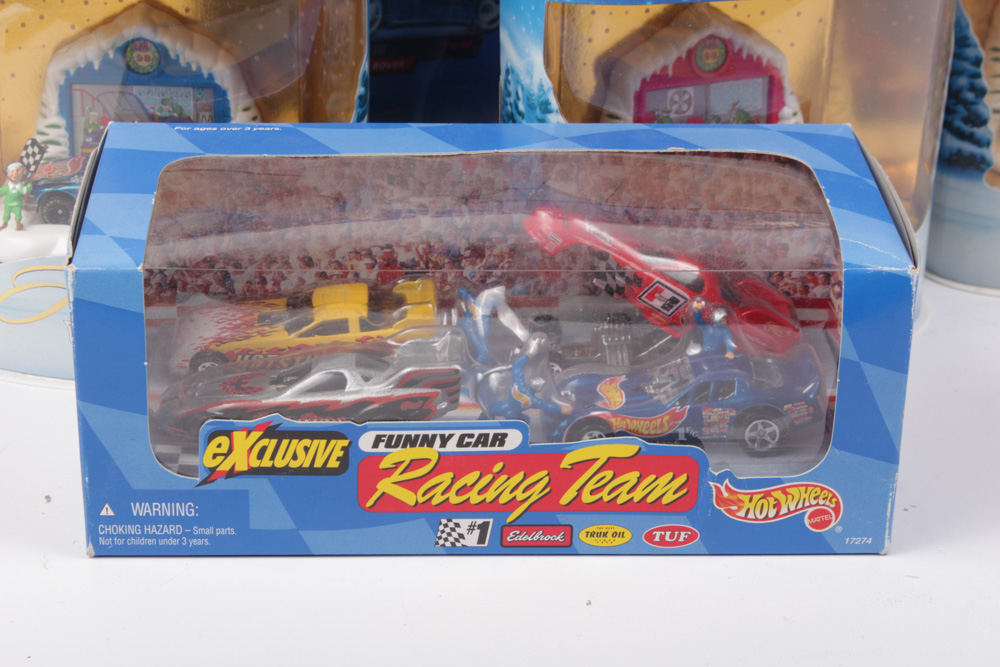 For ages over 3 years.
eXCLUSIVE
FUNNY CAR
Racing Team
HOT WHEELS
MATTEL
®
WARNING:
CHOKING HAZARD – Small parts.
Not for children under 3 years.
#1
Edelbrock
TRUK OIL
TUF
17274
Hot Wheels